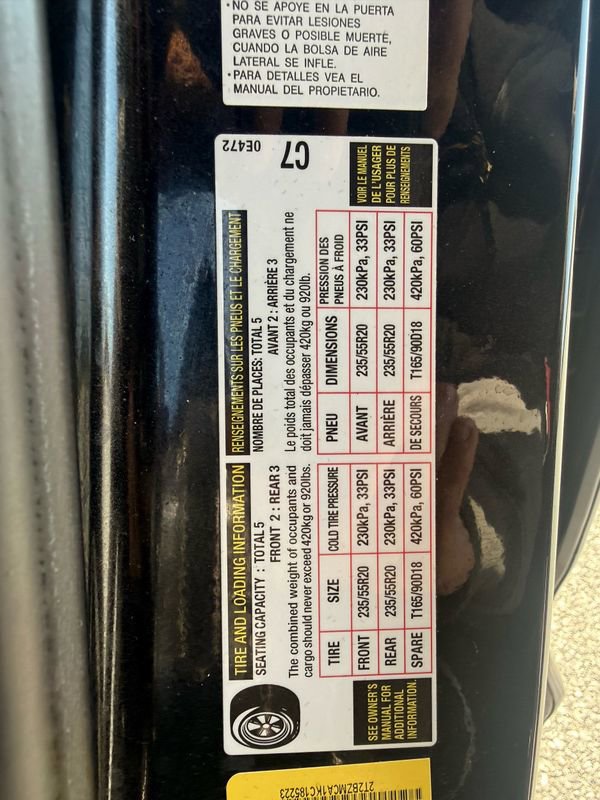 •NO SE APOYE EN LA PUERTA
PARA EVITAR LESIONES
GRAVES O POSIBLE MUERTE,
CUANDO LA BOLSA DE AIRE
LATERAL SE INFLE.
•PARA DETALLES VEA EL
MANUAL DEL PROPIETARIO.
TIRE AND LOADING INFORMATION
SEATING CAPACITY : TOTAL 5
FRONT 2 : REAR 3
The combined weight of occupants and
cargo should never exceed 420kg or 920lbs.
TIRE SIZE COLD TIRE PRESSURE
FRONT 235/55R20 230kPa, 33PSI
REAR 235/55R20 230kPa, 33PSI
SPARE T165/90D18 420kPa, 60PSI
SEE OWNER'S
MANUAL FOR
ADDITIONAL
INFORMATION.
RENSEIGNEMENTS SUR LES PNEUS ET LE CHARGEMENT
NOMBRE DE PLACES: TOTAL 5
AVANT 2 : ARRIÈRE 3
Le poids total des occupants et du chargement ne
doit jamais dépasser 420kg ou 920lb.
PNEU DIMENSIONS PRESSION DES
PNEUS À FROID
AVANT 235/55R20 230kPa, 33PSI
ARRIÈRE 235/55R20 230kPa, 33PSI
DE SECOURS T165/90D18 420kPa, 60PSI
VOIR LE MANUEL
DE L'USAGER
POUR PLUS DE
RENSEIGNEMENTS
0E472
C7
2T2BZMCA1KC185223